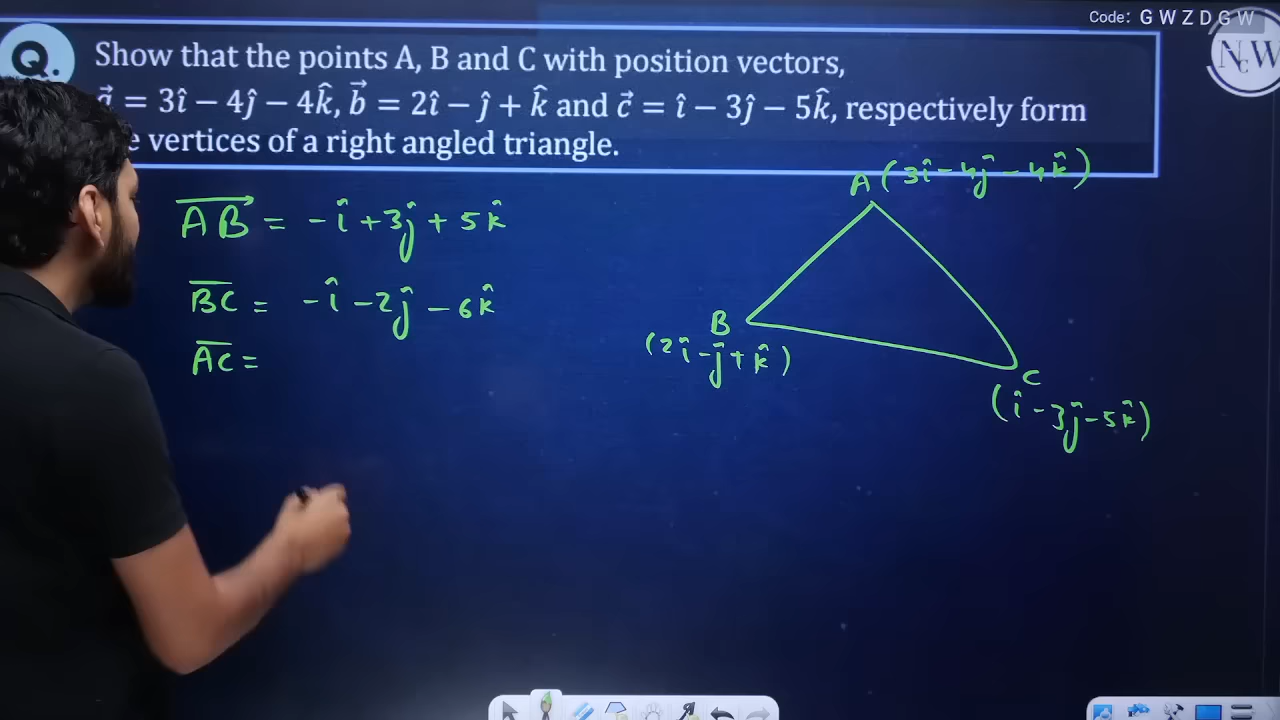 Code: G W Z D G W
Q.
NCW
Show that the points A, B and C with position vectors,
a⃗ = 3î − 4ĵ − 4k̂, b⃗ = 2î − ĵ + k̂ and c⃗ = î − 3ĵ − 5k̂, respectively form
e vertices of a right angled triangle.
A (3î - 4ĵ - 4k̂)
AB = -î + 3ĵ + 5k̂
BC = -î - 2ĵ - 6k̂
AC =
B
(2î - ĵ + k̂)
C
(î - 3ĵ - 5k̂)